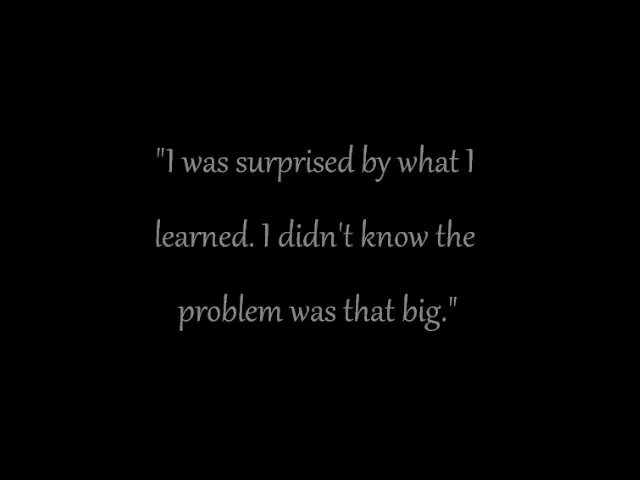 "I was surprised by what I
learned. I didn't know the
problem was that big."